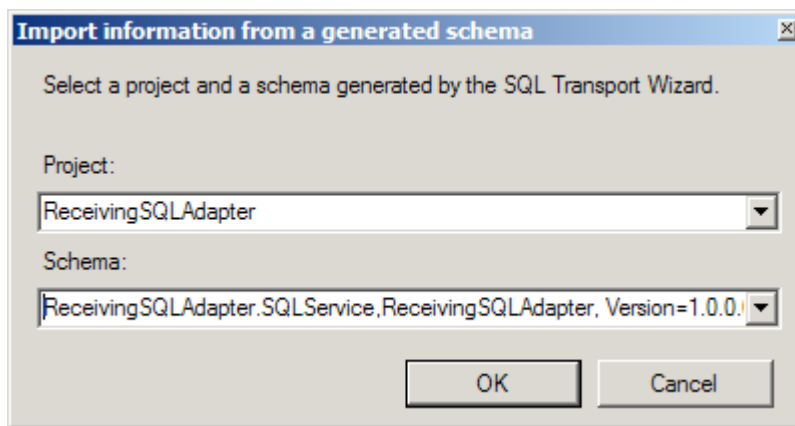 Import information from a generated schema
Select a project and a schema generated by the SQL Transport Wizard.
Project:
ReceivingSQLAdapter
Schema:
ReceivingSQLAdapter.SQLService,ReceivingSQLAdapter, Version=1.0.0.
OK
Cancel